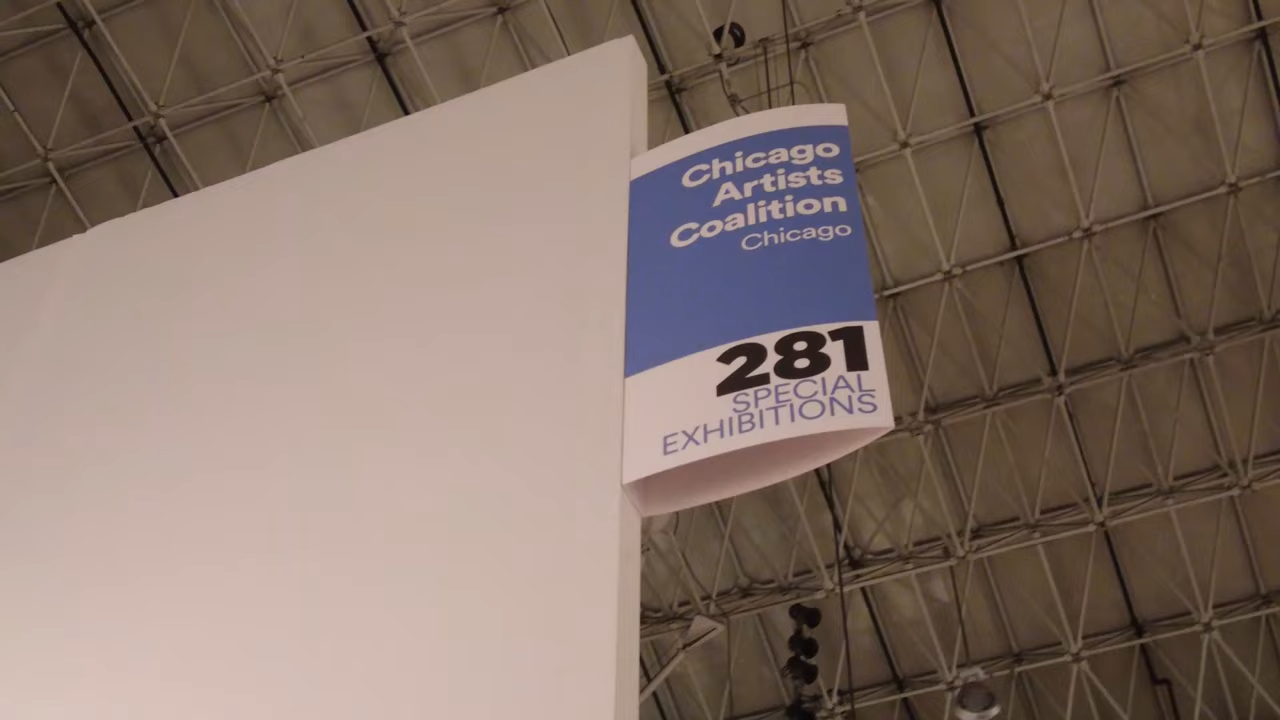 Chicago
Artists
Coalition
Chicago
281
SPECIAL
EXHIBITIONS